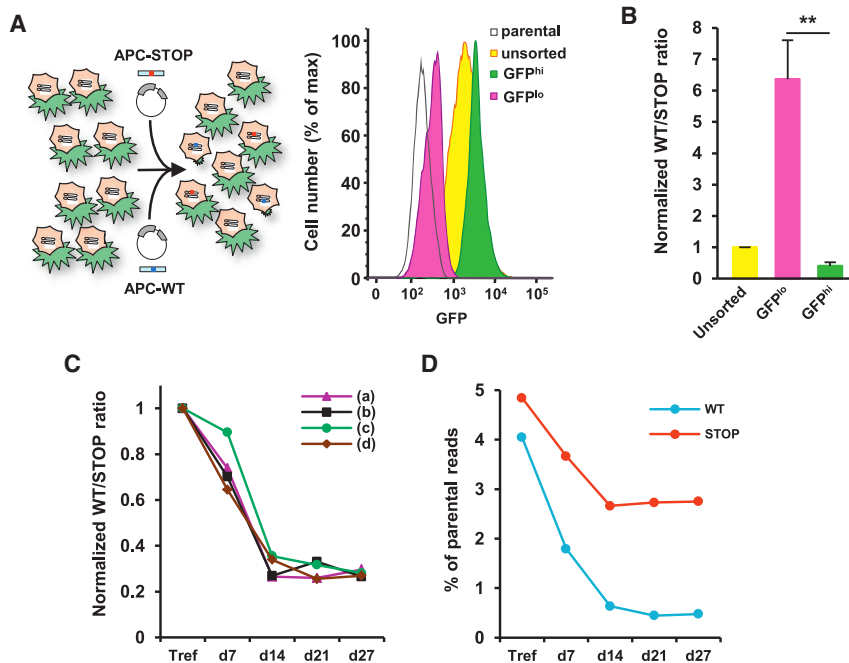 A
APC-STOP
APC-WT
Cell number (% of max)
100
80
60
40
20
0
0
10²
10³
10⁴
10⁵
GFP
parental
unsorted
GFPʰⁱ
GFPˡᵒ
B
Normalized WT/STOP ratio
8
7
6
5
4
3
2
1
0
**
Unsorted
GFPˡᵒ
GFPʰⁱ
C
Normalized WT/STOP ratio
1
0.8
0.6
0.4
0.2
0
Tref
d7
d14
d21
d27
(a)
(b)
(c)
(d)
D
% of parental reads
5
4
3
2
1
0
Tref
d7
d14
d21
d27
WT
STOP